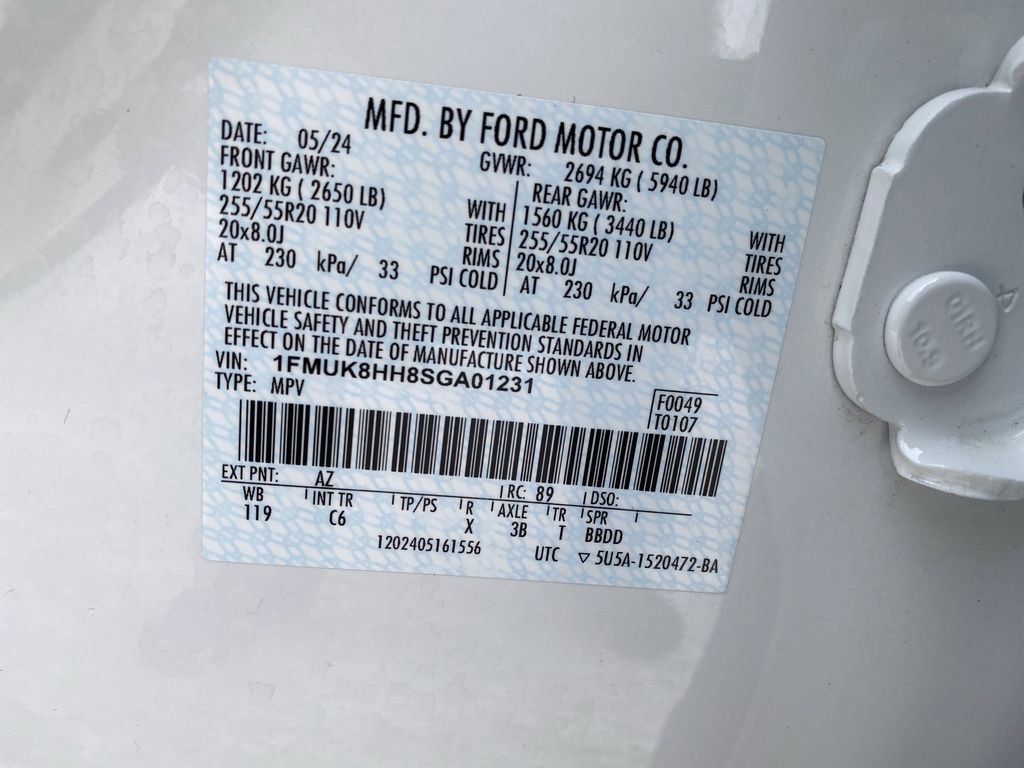 MFD. BY FORD MOTOR CO.
DATE: 05/24 GVWR: 2694 KG ( 5940 LB)
FRONT GAWR: REAR GAWR:
1202 KG ( 2650 LB) WITH 1560 KG ( 3440 LB) WITH
255/55R20 110V TIRES 255/55R20 110V TIRES
20x8.0J RIMS 20x8.0J RIMS
AT 230 kPa/ 33 PSI COLD AT 230 kPa/ 33 PSI COLD
THIS VEHICLE CONFORMS TO ALL APPLICABLE FEDERAL MOTOR
VEHICLE SAFETY AND THEFT PREVENTION STANDARDS IN
EFFECT ON THE DATE OF MANUFACTURE SHOWN ABOVE.
VIN: 1FMUK8HH8SGA01231
TYPE: MPV
F0049
T0107
EXT PNT: AZ RC: 89 DSO:
WB INT TR TP/PS R AXLE TR SPR
119 C6 X 3B T BBDD
1202405161556 UTC ▽ 5U5A-1520472-BA